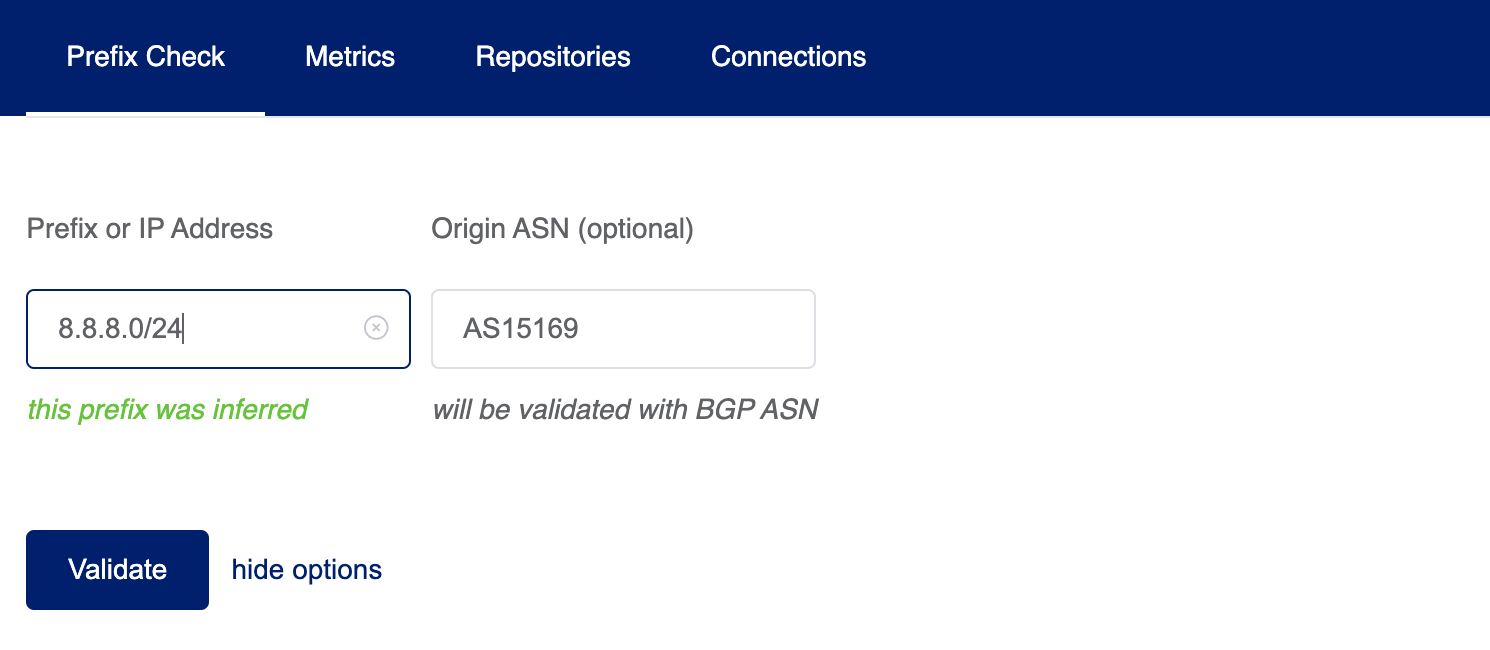 Prefix Check Metrics Repositories Connections
Prefix or IP Address Origin ASN (optional)
8.8.8.0/24 AS15169
this prefix was inferred will be validated with BGP ASN
Validate hide options